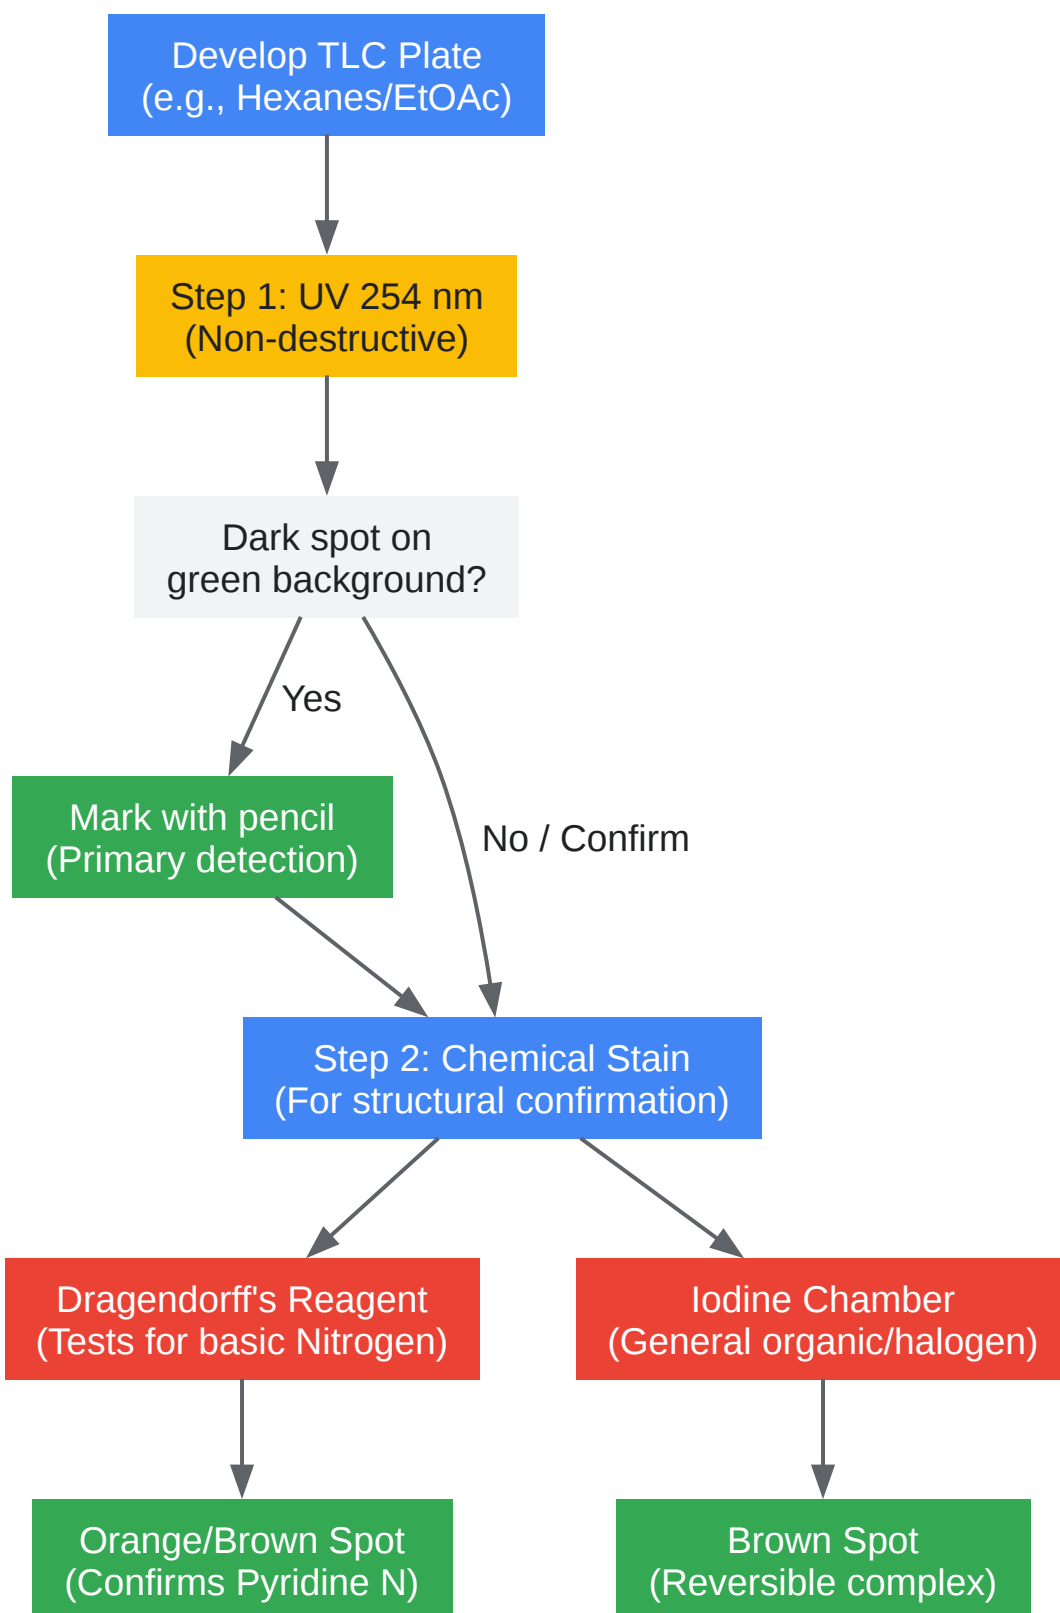 Develop TLC Plate
(e.g., Hexanes/EtOAc)
Step 1: UV 254 nm
(Non-destructive)
Dark spot on
green background?
Yes
Mark with pencil
(Primary detection)
No / Confirm
Step 2: Chemical Stain
(For structural confirmation)
Dragendorff's Reagent
(Tests for basic Nitrogen)
Iodine Chamber
(General organic/halogen)
Orange/Brown Spot
(Confirms Pyridine N)
Brown Spot
(Reversible complex)